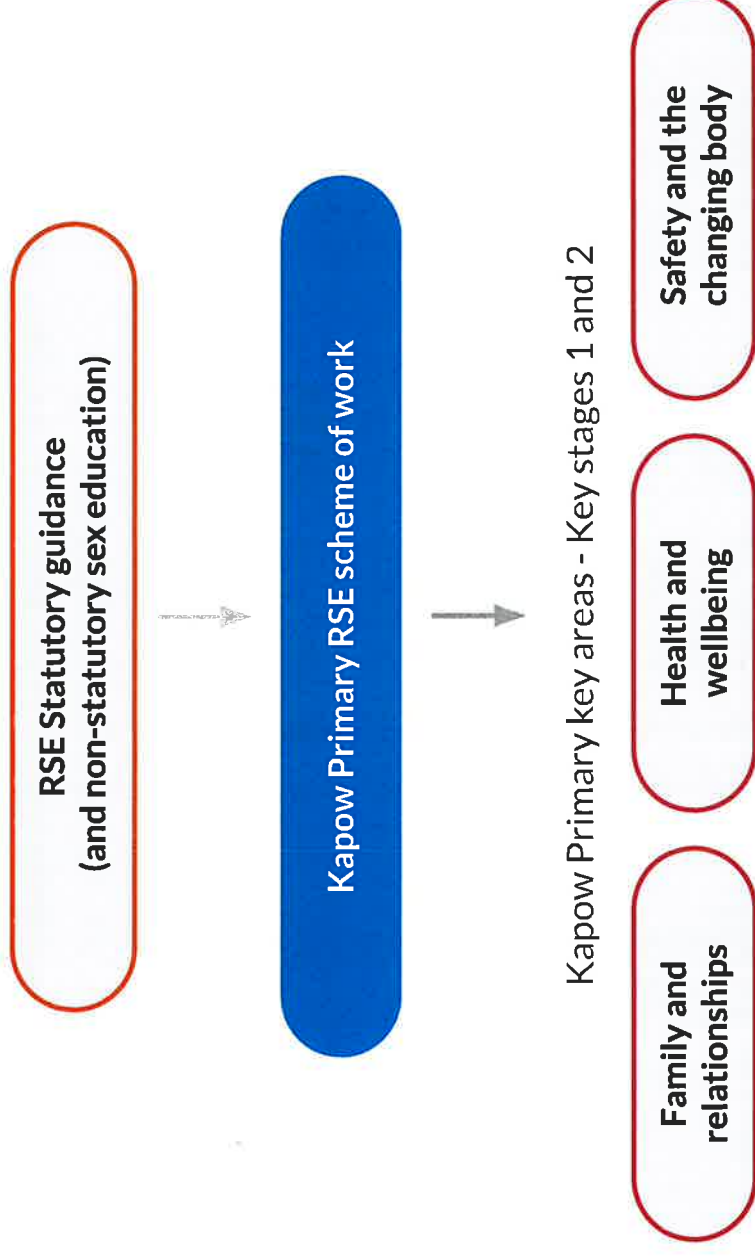 RSE Statutory guidance
(and non-statutory sex education)
Kapow Primary RSE scheme of work
Kapow Primary key areas - Key stages 1 and 2
Family and
relationships
Health and
wellbeing
Safety and the
changing body